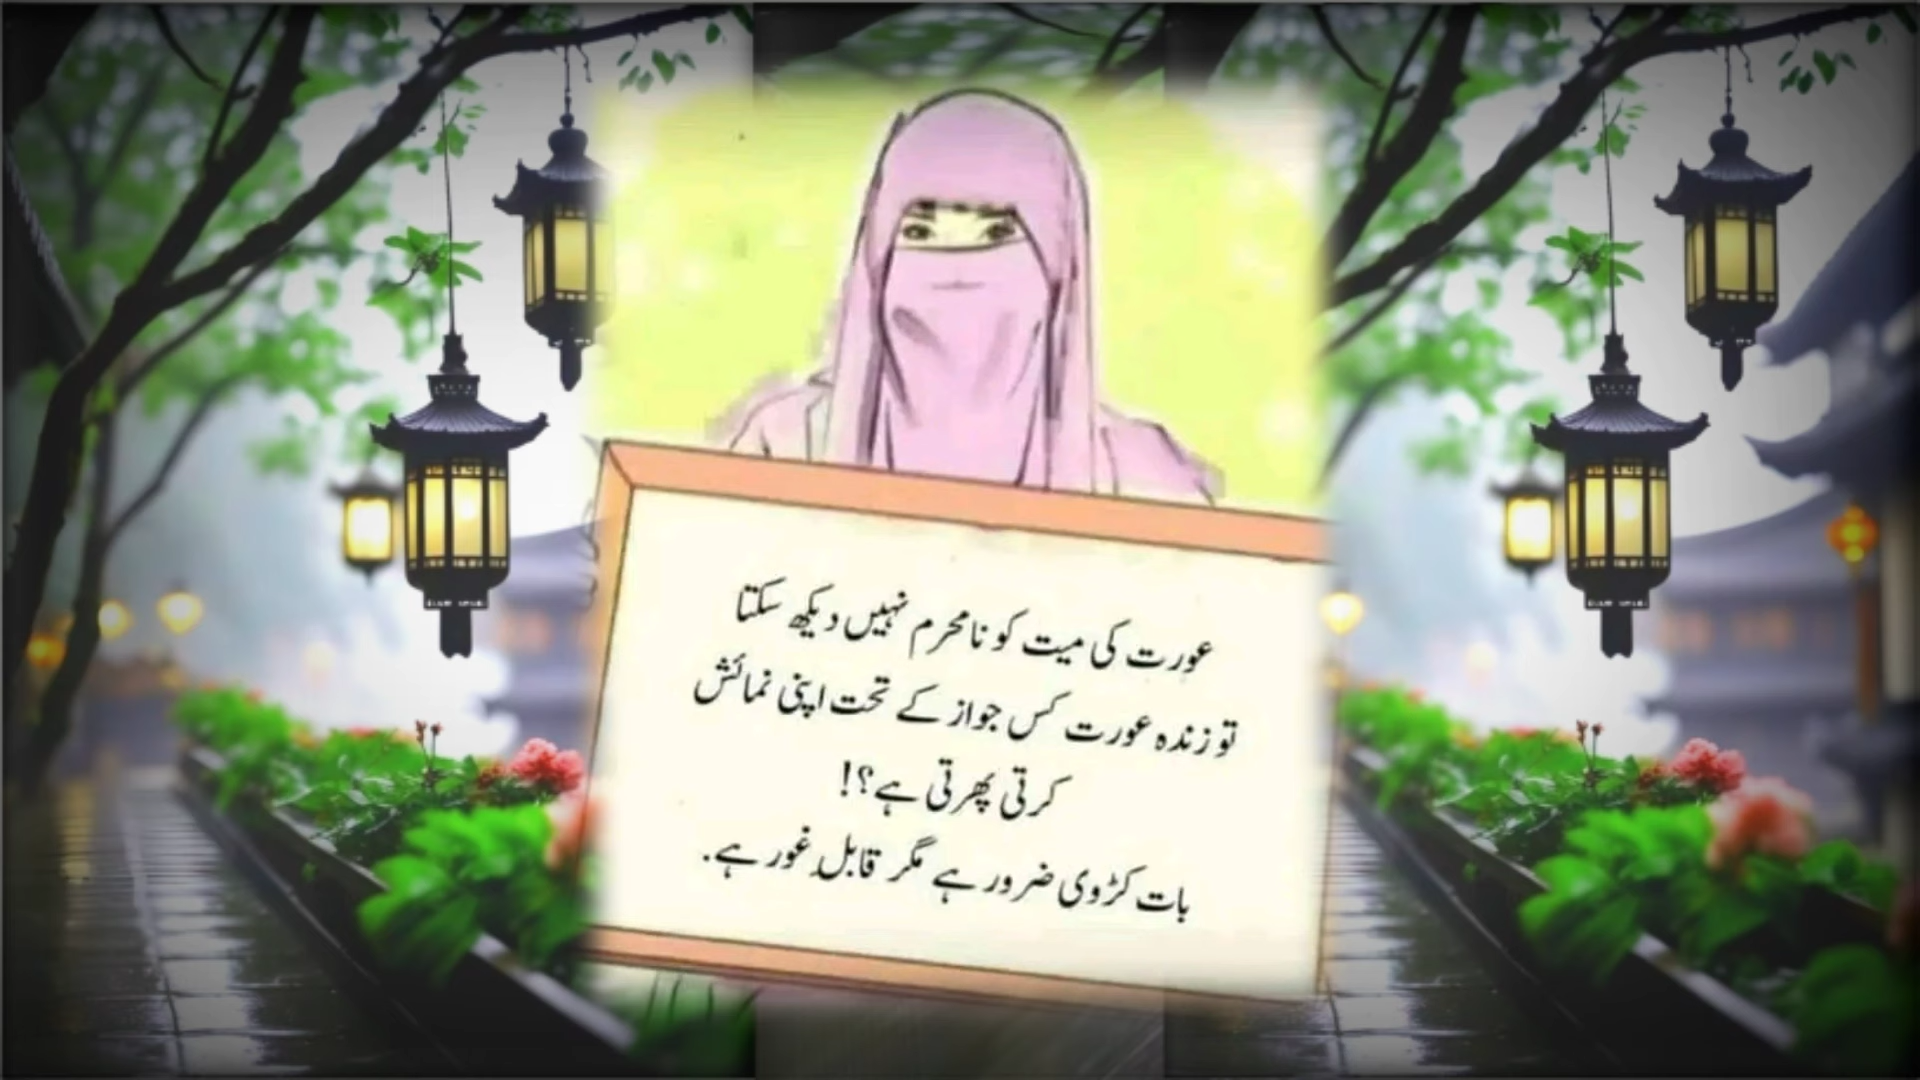 عورت کی میت کو نامحرم نہیں دیکھ سکتا
تو زندہ عورت کس جواز کے تحت اپنی نمائش
کرتی پھرتی ہے؟!
بات کڑوی ضرور ہے مگر قابلِ غور ہے.